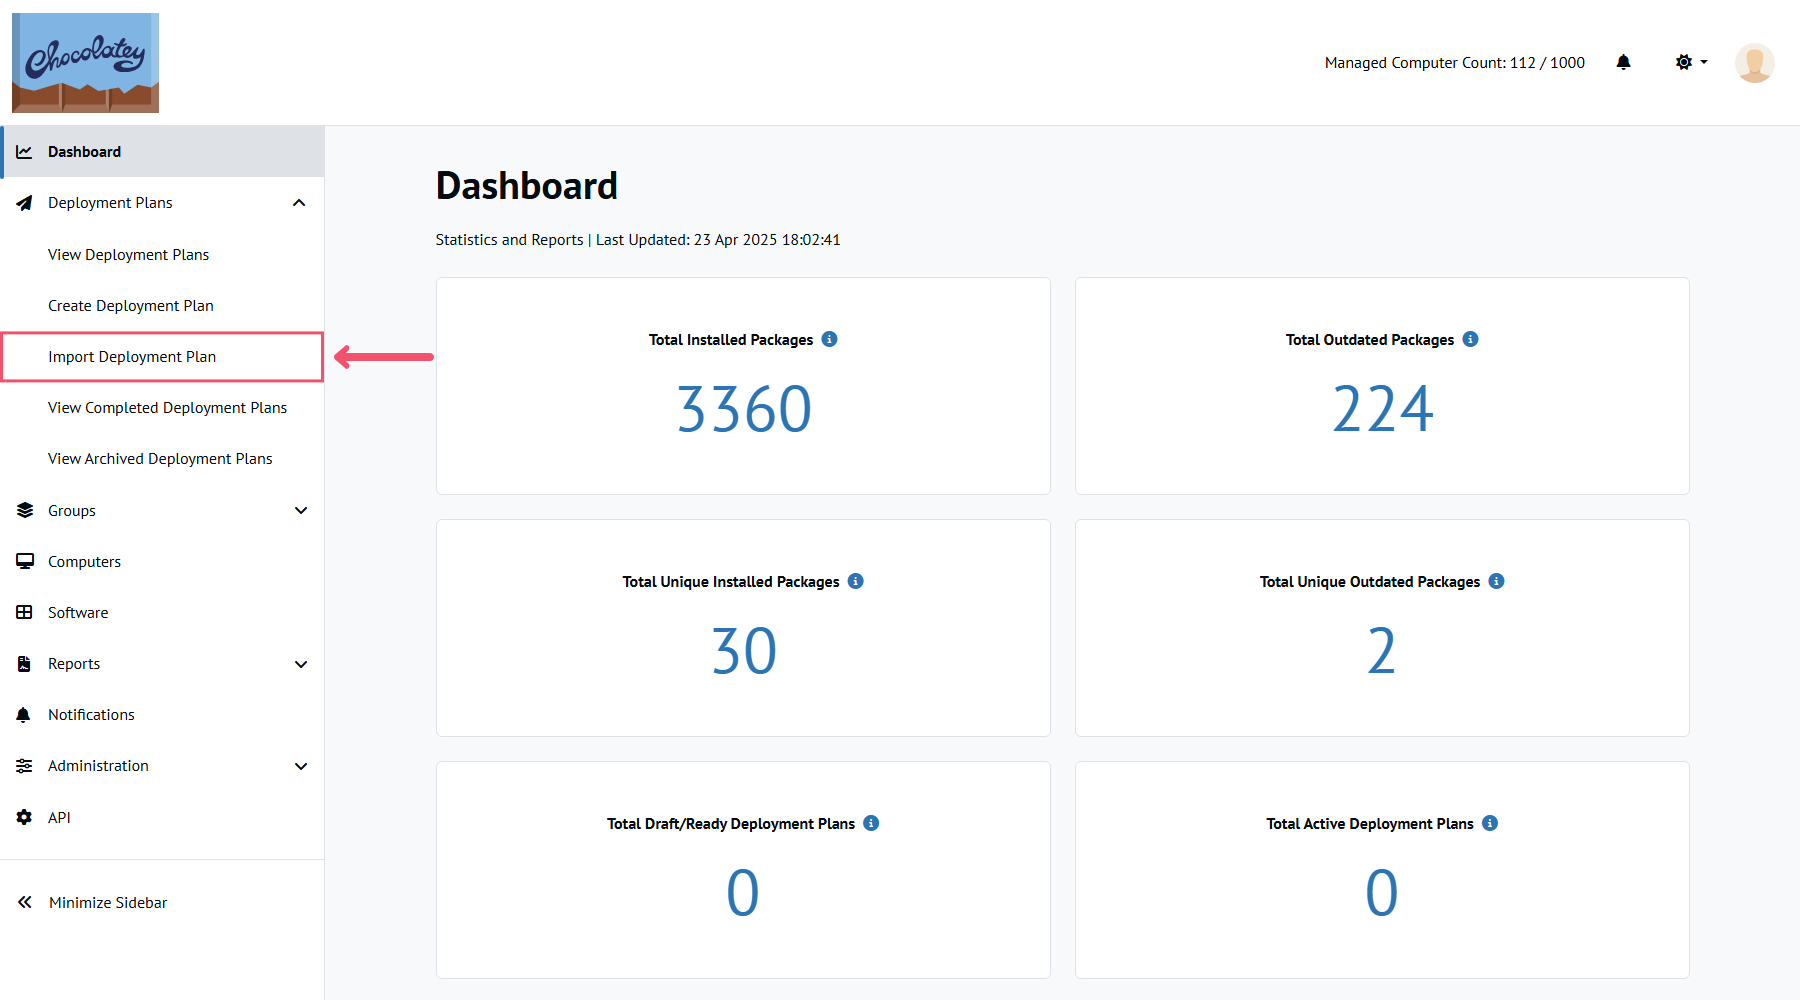 Chocolatey
Managed Computer Count: 112 / 1000
Dashboard
Deployment Plans
View Deployment Plans
Create Deployment Plan
Import Deployment Plan
View Completed Deployment Plans
View Archived Deployment Plans
Groups
Computers
Software
Reports
Notifications
Administration
API
Minimize Sidebar
Dashboard
Statistics and Reports | Last Updated: 23 Apr 2025 18:02:41
Total Installed Packages
3360
Total Outdated Packages
224
Total Unique Installed Packages
30
Total Unique Outdated Packages
2
Total Draft/Ready Deployment Plans
0
Total Active Deployment Plans
0